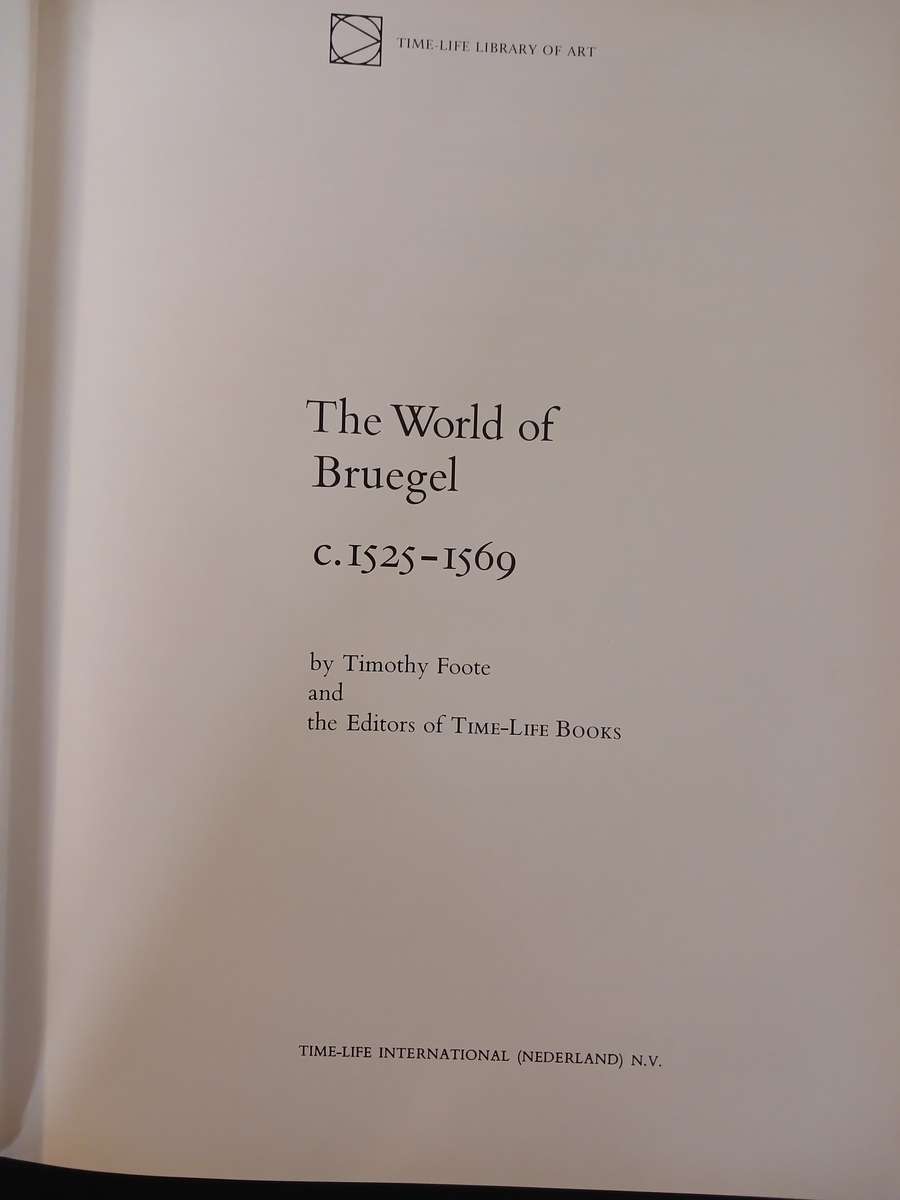 TIME-LIFE LIBRARY OF ART
The World of
Bruegel
c. 1525–1569
by Timothy Foote
and
the Editors of TIME-LIFE BOOKS
TIME-LIFE INTERNATIONAL (NEDERLAND) N.V.